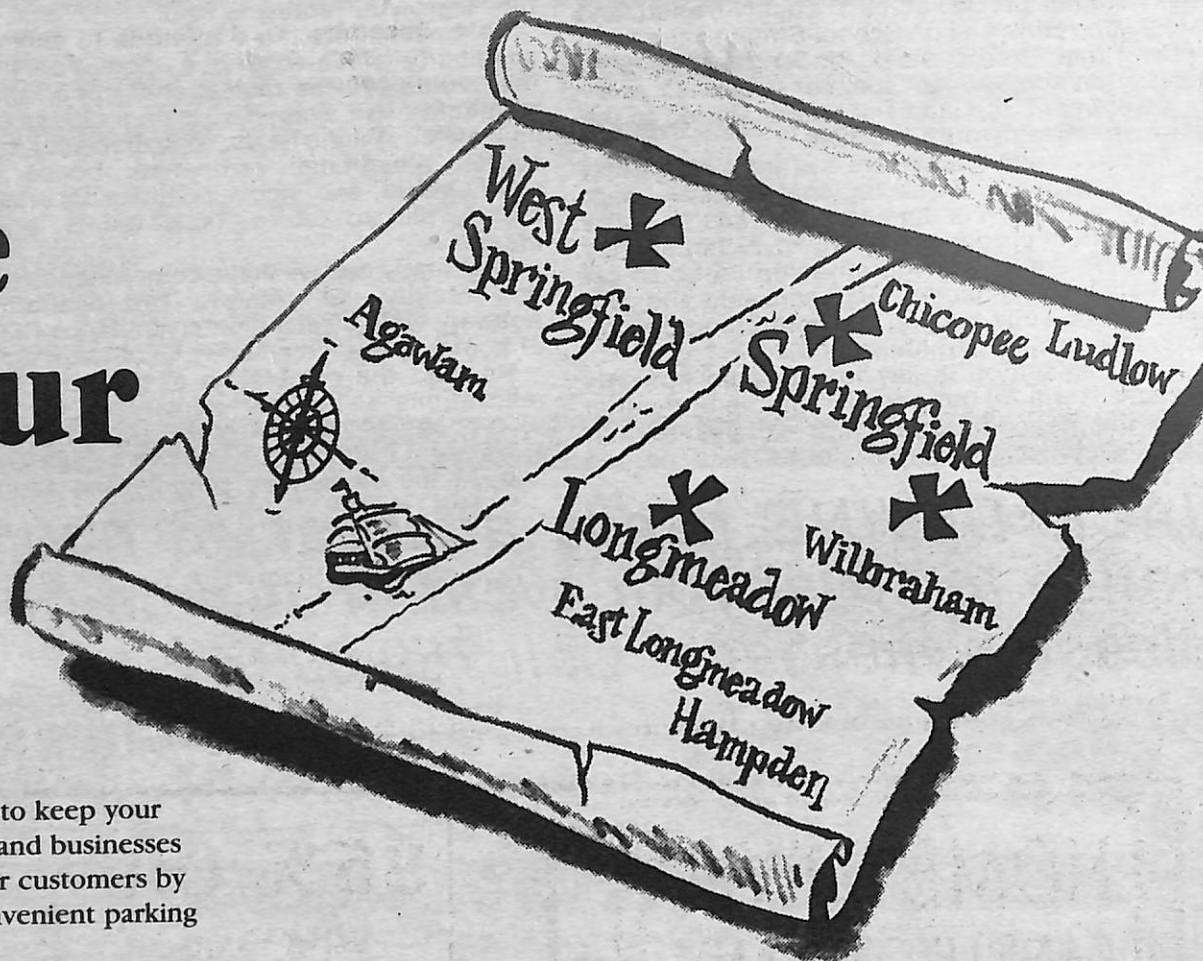 ur
West
Springfield
Agawam
Chicopee Ludlow
Springfield
Longmeadow
Wilbraham
East Longmeadow
Hampden
to keep your
and businesses
r customers by
nvenient parking